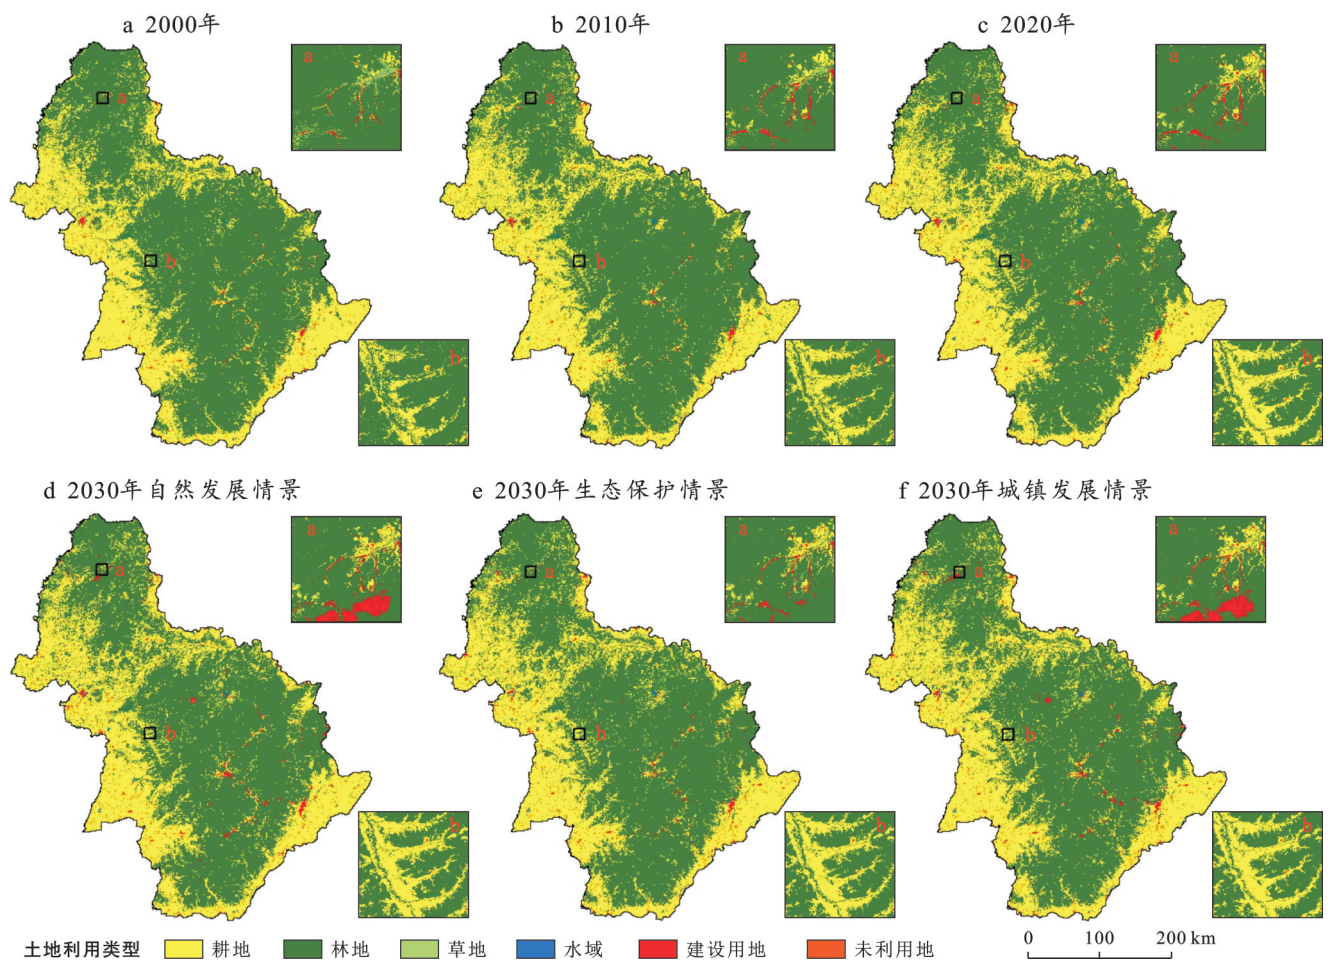 a 2000年
b 2010年
c 2020年
a
a
a
a
a
a
b
b
b
b
b
b
d 2030年自然发展情景
e 2030年生态保护情景
f 2030年城镇发展情景
a
a
a
a
a
a
b
b
b
b
b
b
土地利用类型 耕地 林地 草地 水域 建设用地 未利用地
0 100 200 km